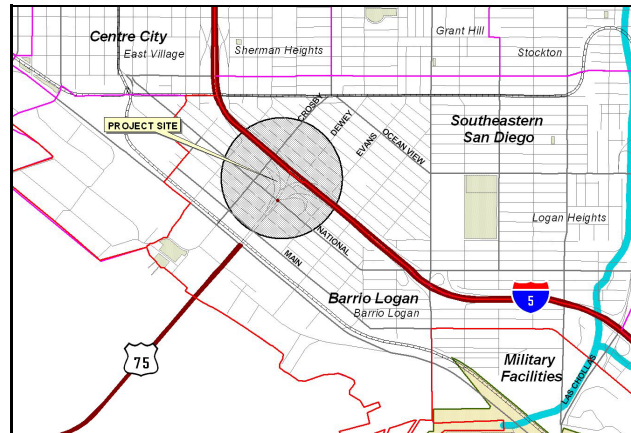 Centre City
East Village
Sherman Heights
Grant Hill
Stockton
PROJECT SITE
CROSBY
DEWEY
EVANS
OCEAN VIEW
Southeastern
San Diego
Logan Heights
NATIONAL
MAIN
Barrio Logan
Barrio Logan
5
75
Military
Facilities
LAS CHOLLAS